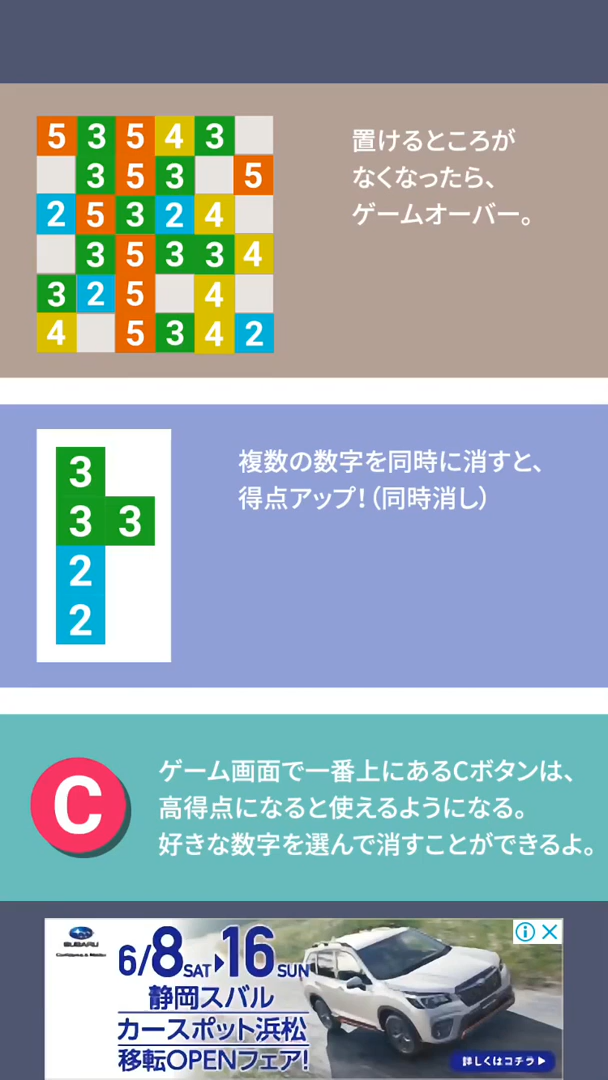 5 3 5 4 3
3 5 3 5
2 5 3 2 4
3 5 3 3 4
3 2 5 4
4 5 3 4 2
置けるところが
なくなったら、
ゲームオーバー。
3
3 3
2
2
複数の数字を同時に消すと、
得点アップ!(同時消し)
C
ゲーム画面で一番上にあるCボタンは、
高得点になると使えるようになる。
好きな数字を選んで消すことができるよ。
SUBARU
6/8SAT▶16SUN
静岡スバル
カースポット浜松
移転OPENフェア!
詳しくはコチラ▶